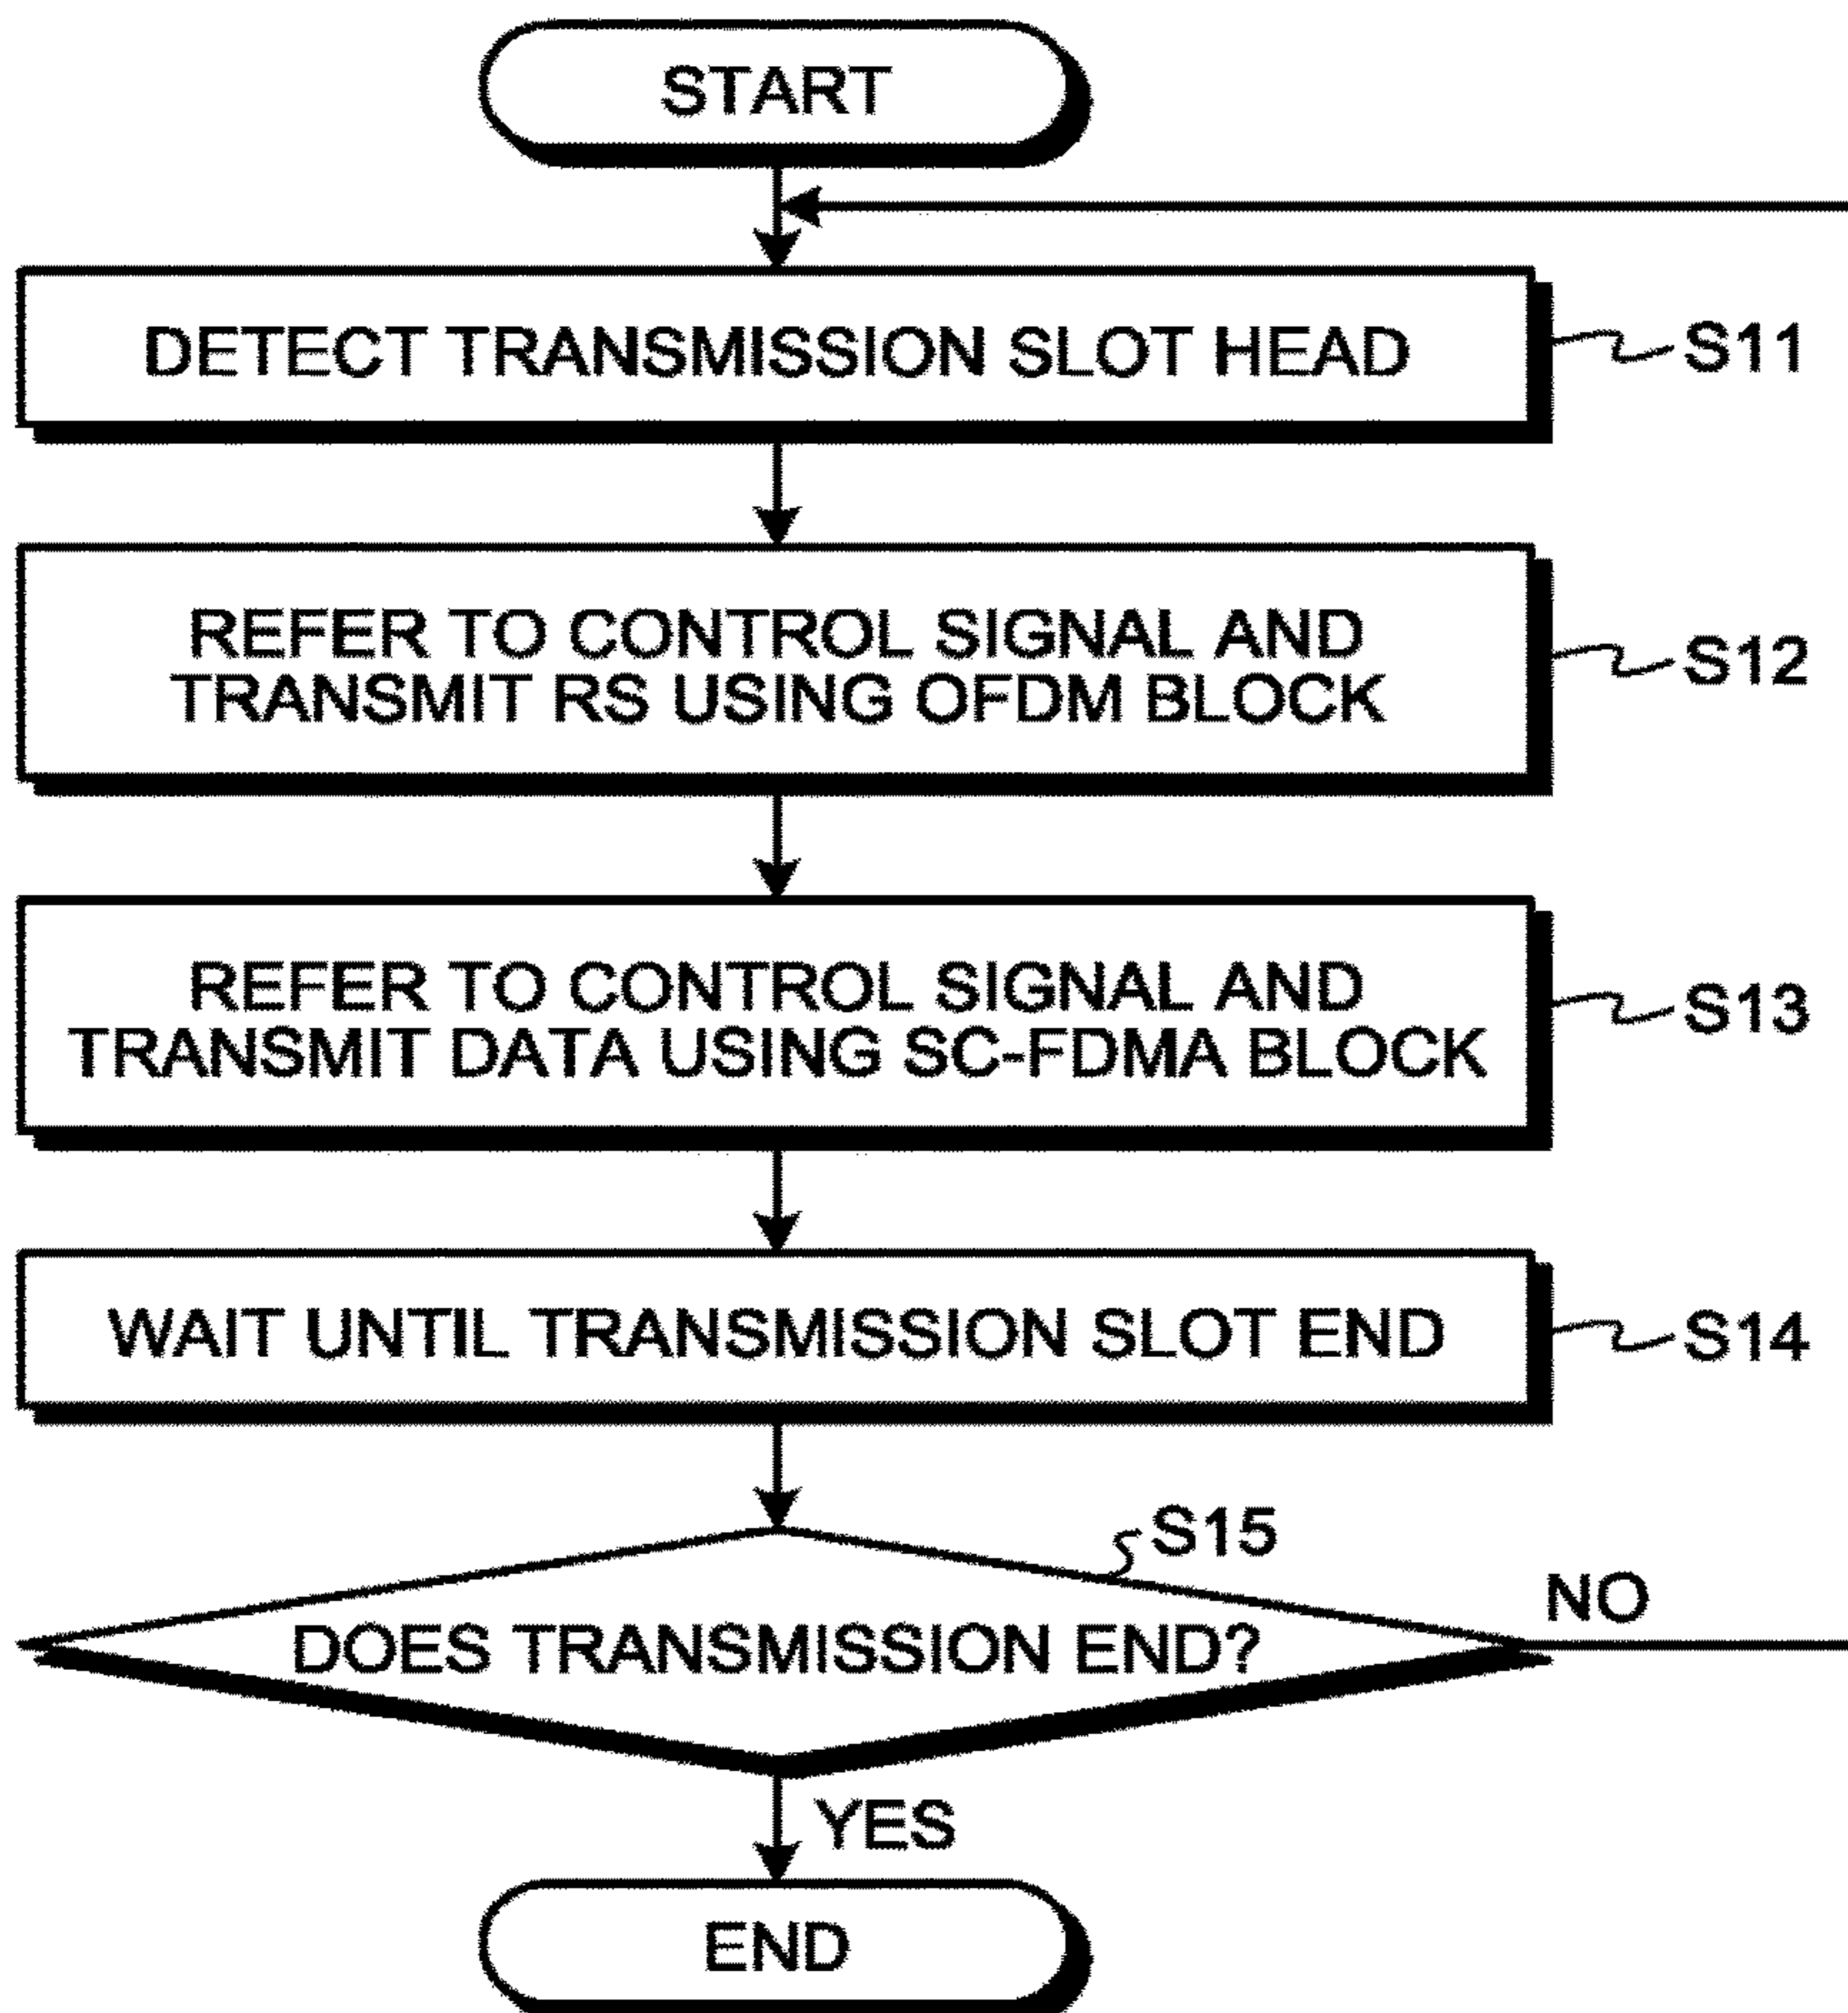 START
DETECT TRANSMISSION SLOT HEAD
S11
REFER TO CONTROL SIGNAL AND
TRANSMIT RS USING OFDM BLOCK
S12
REFER TO CONTROL SIGNAL AND
TRANSMIT DATA USING SC-FDMA BLOCK
S13
WAIT UNTIL TRANSMISSION SLOT END
S14
S15
DOES TRANSMISSION END?
NO
YES
END